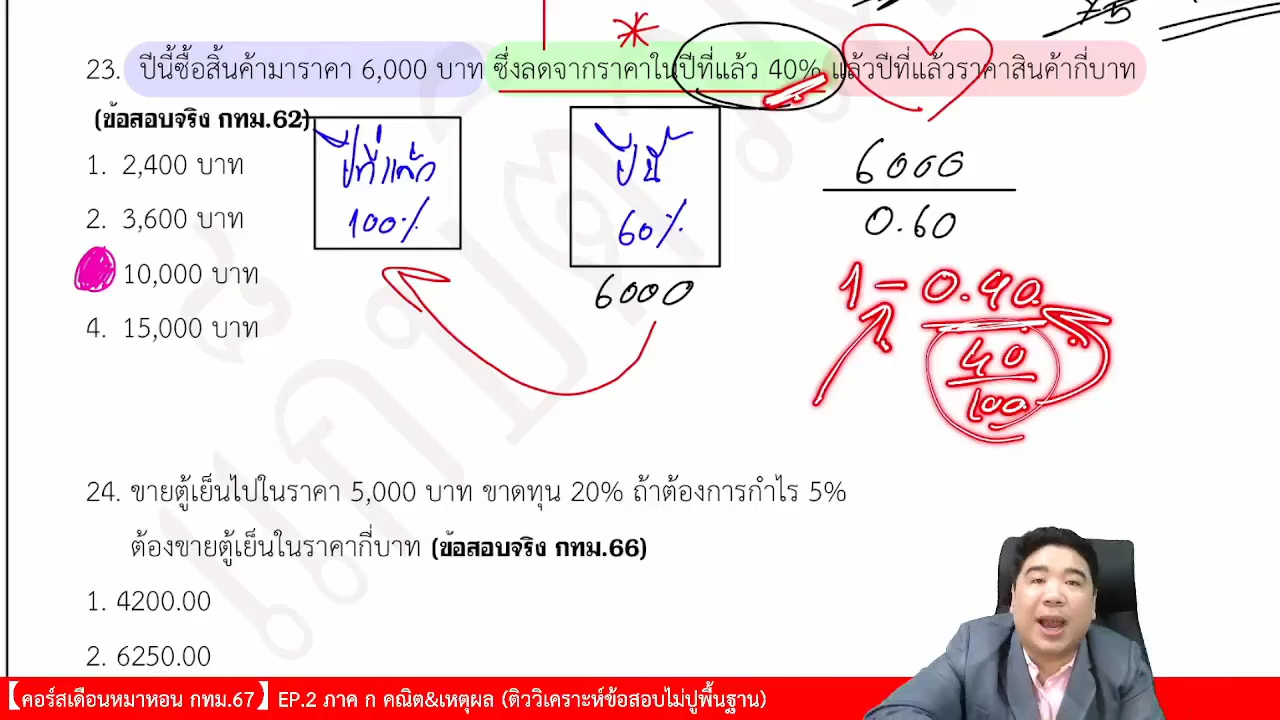 23. ปีนี้ซื้อสิ้นค้ามาราคา 6,000 บาท ซึ่งลดจากราคาในปีที่แล้ว 40% แล้วปีที่แล้วราคาสินค้ากี่บาท
(ข้อสอบจริง กทม.62)
1. 2,400 บาท
2. 3,600 บาท
10,000 บาท
4. 15,000 บาท
ปีที่แล้ว
100%
ปีนี้
60%
6000
6000
0.60
1 - 0.40
40
100
24. ขายตู้เย็นไปในราคา 5,000 บาท ขาดทุน 20% ถ้าต้องการกำไร 5%
ต้องขายตู้เย็นในราคากี่บาท (ข้อสอบจริง กทม.66)
1. 4200.00
2. 6250.00
【คอร์สเดือนหมาหอน กทม.67】 EP.2 ภาค ก คณิต&เหตุผล (ติววิเคราะห์ข้อสอบไม่ปูพื้นฐาน)